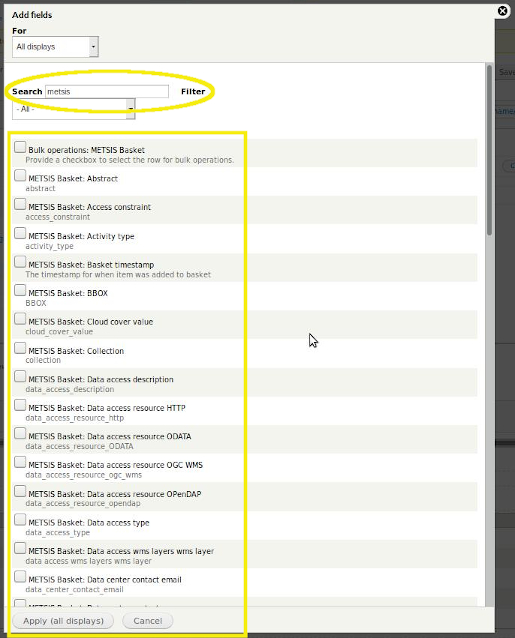 Add fields
For
All displays
Search metsis Filter
- All -
Bulk operations: METSIS Basket
Provide a checkbox to select the row for bulk operations.
METSIS Basket: Abstract
abstract
METSIS Basket: Access constraint
access_constraint
METSIS Basket: Activity type
activity_type
METSIS Basket: Basket timestamp
The timestamp for when item was added to basket
METSIS Basket: BBOX
BBOX
METSIS Basket: Cloud cover value
cloud_cover_value
METSIS Basket: Collection
collection
METSIS Basket: Data access description
data_access_description
METSIS Basket: Data access resource HTTP
data_access_resource_http
METSIS Basket: Data access resource ODATA
data_access_resource_ODATA
METSIS Basket: Data access resource OGC WMS
data_access_resource_ogc_wms
METSIS Basket: Data access resource OPenDAP
data_access_resource_opendap
METSIS Basket: Data access type
data_access_type
METSIS Basket: Data access wms layers wms layer
data access wms layers wms layer
METSIS Basket: Data center contact email
data_center_contact_email
Apply (all displays) Cancel